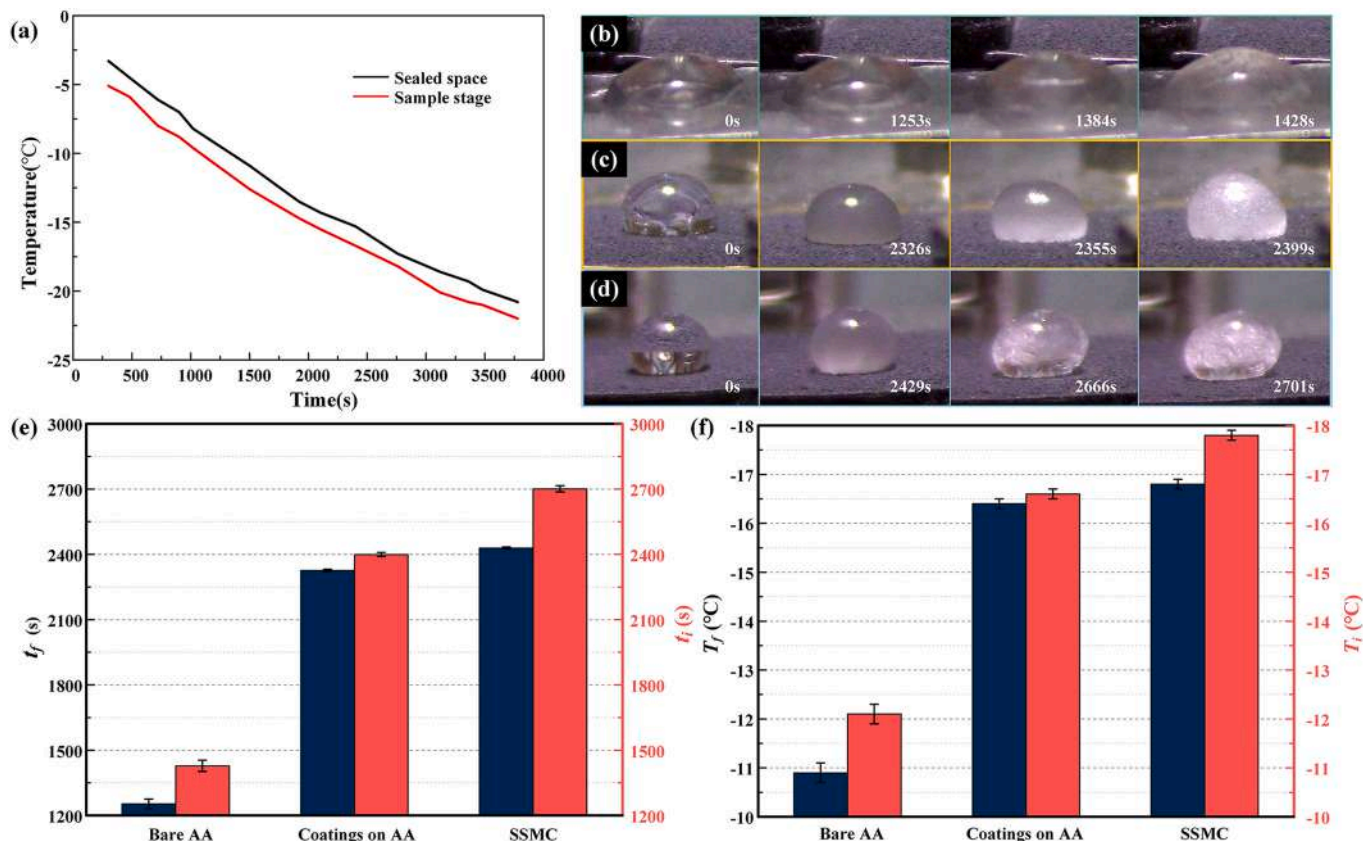 (a)
0
-5
-10
-15
-20
-25
Temperature(°C)
Sealed space
Sample stage
0 500 1000 1500 2000 2500 3000 3500 4000
Time(s)
(b)
0s 1253s 1384s 1428s
(c)
0s 2326s 2355s 2399s
(d)
0s 2429s 2666s 2701s
(e)
3000
2700
2400
2100
1800
1500
1200
t_f (s)
3000
2700
2400
2100
1800
1500
1200
t_i (s)
Bare AA Coatings on AA SSMC
(f)
-18
-17
-16
-15
-14
-13
-12
-11
-10
T_f (°C)
-18
-17
-16
-15
-14
-13
-12
-11
-10
T_i (°C)
Bare AA Coatings on AA SSMC